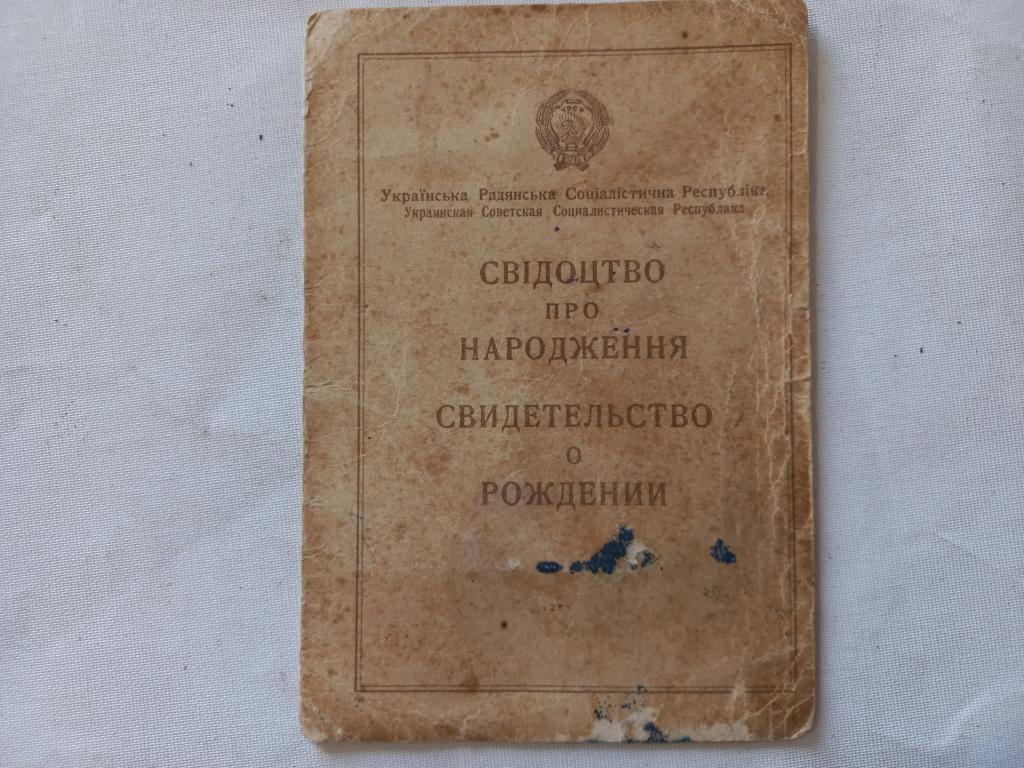 Українська Радянська Соціалістична Республіка
Украинская Советская Социалистическая Республика
СВІДОЦТВО
ПРО
НАРОДЖЕННЯ
СВИДЕТЕЛЬСТВО
О
РОЖДЕНИИ